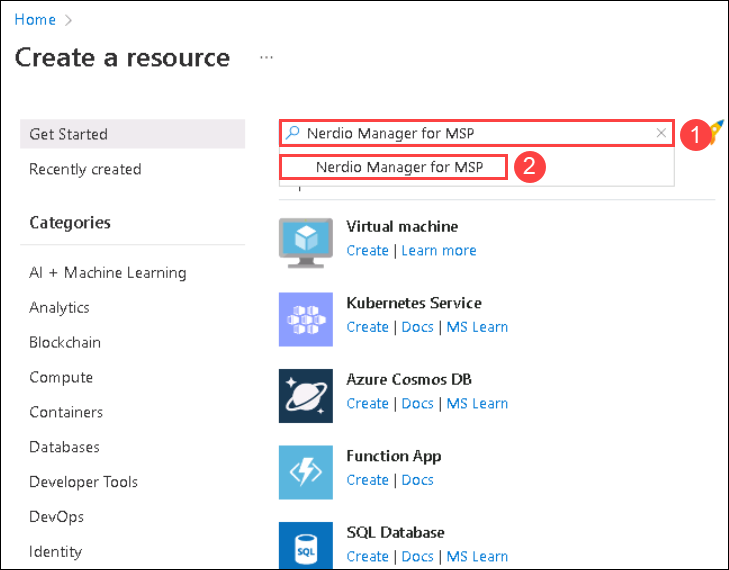 Home >
Create a resource ...
Get Started
Recently created
Categories
AI + Machine Learning
Analytics
Blockchain
Compute
Containers
Databases
Developer Tools
DevOps
Identity
Nerdio Manager for MSP
1
Nerdio Manager for MSP
2
Virtual machine
Create | Learn more
Kubernetes Service
Create | Docs | MS Learn
Azure Cosmos DB
Create | Docs | MS Learn
Function App
Create | Docs
SQL
SQL Database
Create | Docs | MS Learn